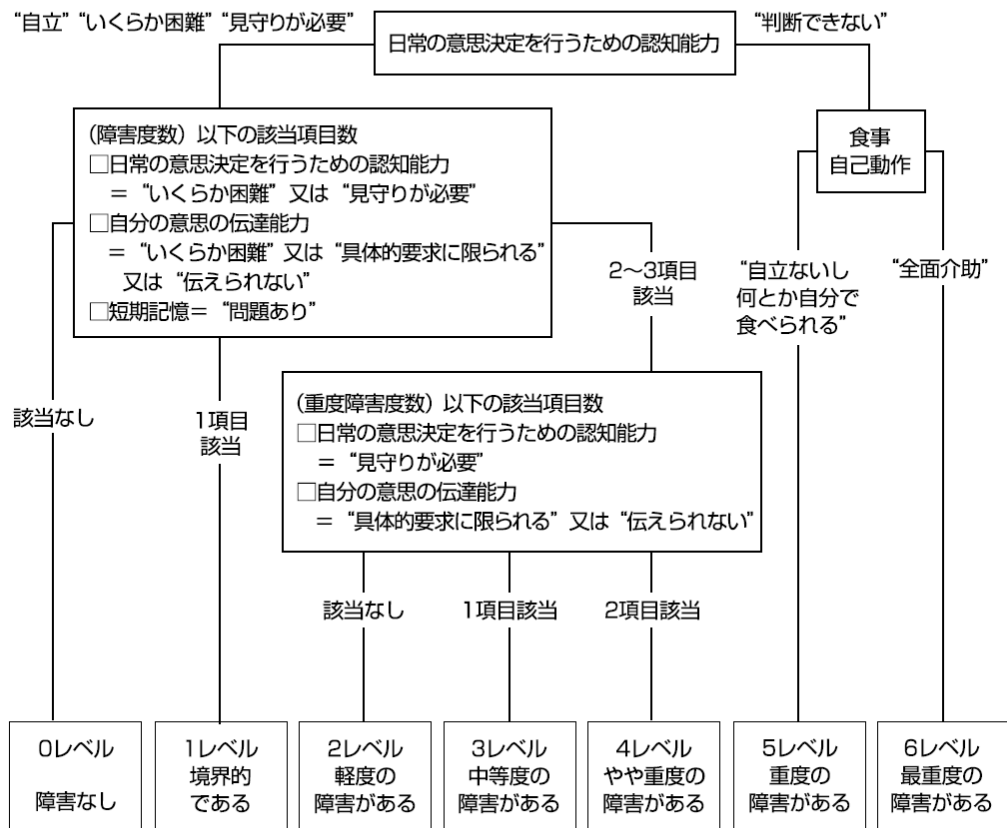 “自立” “いくらか困難” “見守りが必要”
日常の意思決定を行うための認知能力
“判断できない”
(障害度数) 以下の該当項目数
□日常の意思決定を行うための認知能力
= “いくらか困難” 又は “見守りが必要”
□自分の意思の伝達能力
= “いくらか困難” 又は “具体的要求に限られる”
又は “伝えられない”
□短期記憶= “問題あり”
食事
自己動作
2〜3項目
該当
“自立ないし
何とか自分で
食べられる”
“全面介助”
該当なし
1項目
該当
(重度障害度数) 以下の該当項目数
□日常の意思決定を行うための認知能力
= “見守りが必要”
□自分の意思の伝達能力
= “具体的要求に限られる” 又は “伝えられない”
該当なし
1項目該当
2項目該当
0レベル
障害なし
1レベル
境界的
である
2レベル
軽度の
障害がある
3レベル
中等度の
障害がある
4レベル
やや重度の
障害がある
5レベル
重度の
障害がある
6レベル
最重度の
障害がある